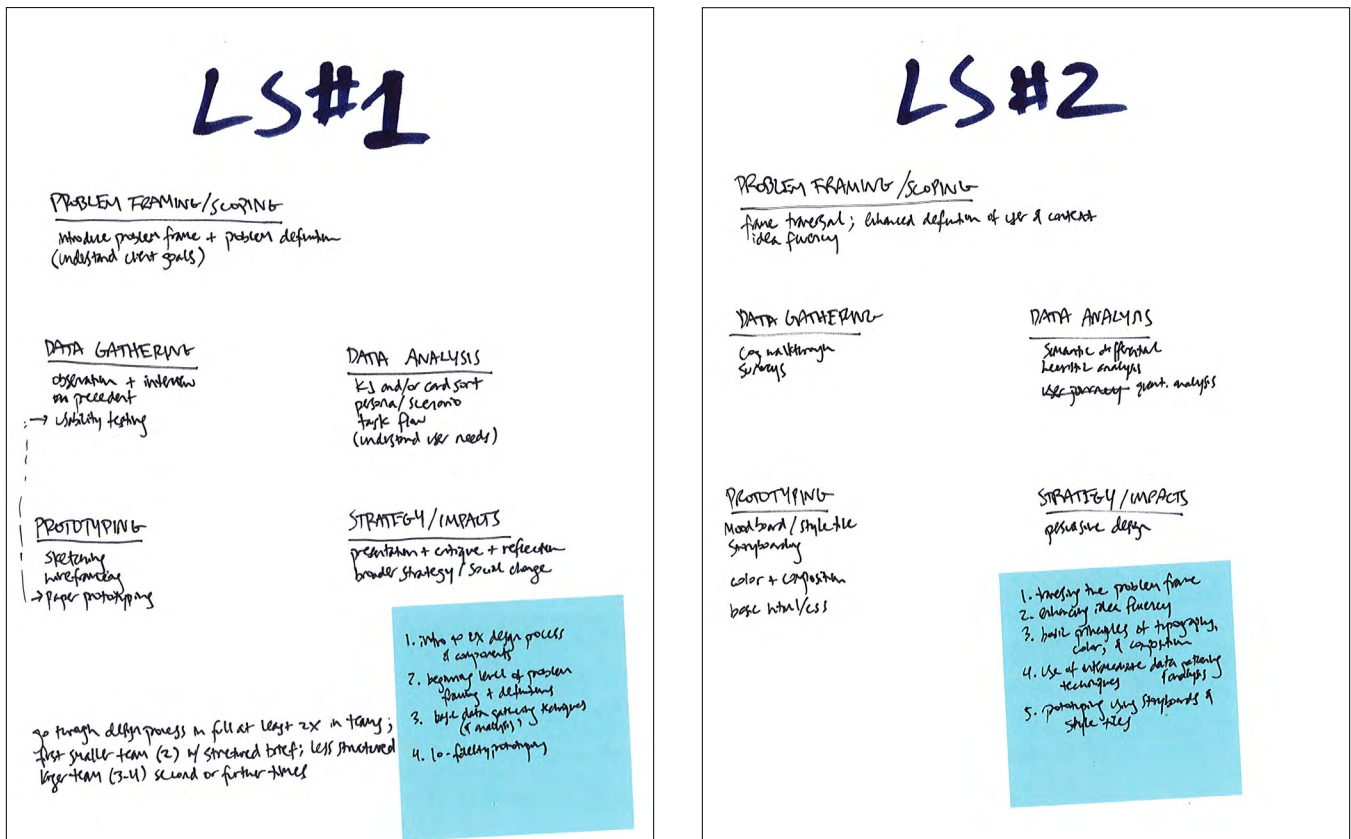 LS#1
PROBLEM FRAMING/SCOPING
introduce problem frame + problem definition
(understand client goals)
DATA GATHERING
observation + interview
on precedent
→ usability testing
DATA ANALYSIS
KJ and/or card sort
persona/scenario
task flow
(understand user needs)
PROTOTYPING
sketching
wireframing
→ paper prototyping
STRATEGY/IMPACTS
presentation + critique + reflection
broader strategy / social change
1. intro to UX design process
& components
2. beginning level of problem
framing + definitions
3. basic data gathering techniques
(& analysis)
4. lo-fidelity prototyping
go through design process in full at least 2x in teams;
first smaller team (2) w/ structured brief; less structured
larger team (3-4) second or further times
LS#2
PROBLEM FRAMING/SCOPING
frame traversal; enhanced definition of user & context
idea fluency
DATA GATHERING
Cog walkthrough
Surveys
DATA ANALYSIS
Semantic differential
heuristic analysis
user journey quant. analysis
PROTOTYPING
Moodboard/style tile
Storyboarding
color + composition
basic html/css
STRATEGY/IMPACTS
persuasive design
1. traversing the problem frame
2. enhancing idea fluency
3. basic principles of typography,
color, & composition
4. use of intermediate data gathering
techniques (analysis)
5. prototyping using storyboards &
style tiles